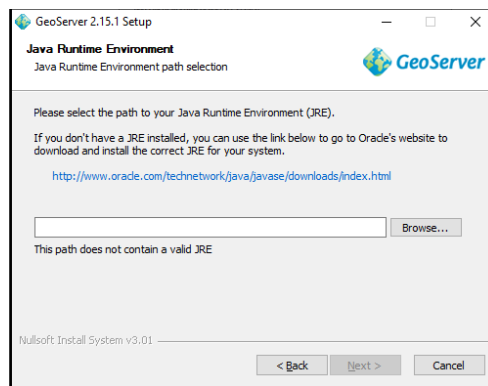 GeoServer 2.15.1 Setup
Java Runtime Environment
Java Runtime Environment path selection
GeoServer
Please select the path to your Java Runtime Environment (JRE).
If you don't have a JRE installed, you can use the link below to go to Oracle's website to
download and install the correct JRE for your system.
http://www.oracle.com/technetwork/java/javase/downloads/index.html
Browse...
This path does not contain a valid JRE
Nullsoft Install System v3.01
< Back
Next >
Cancel